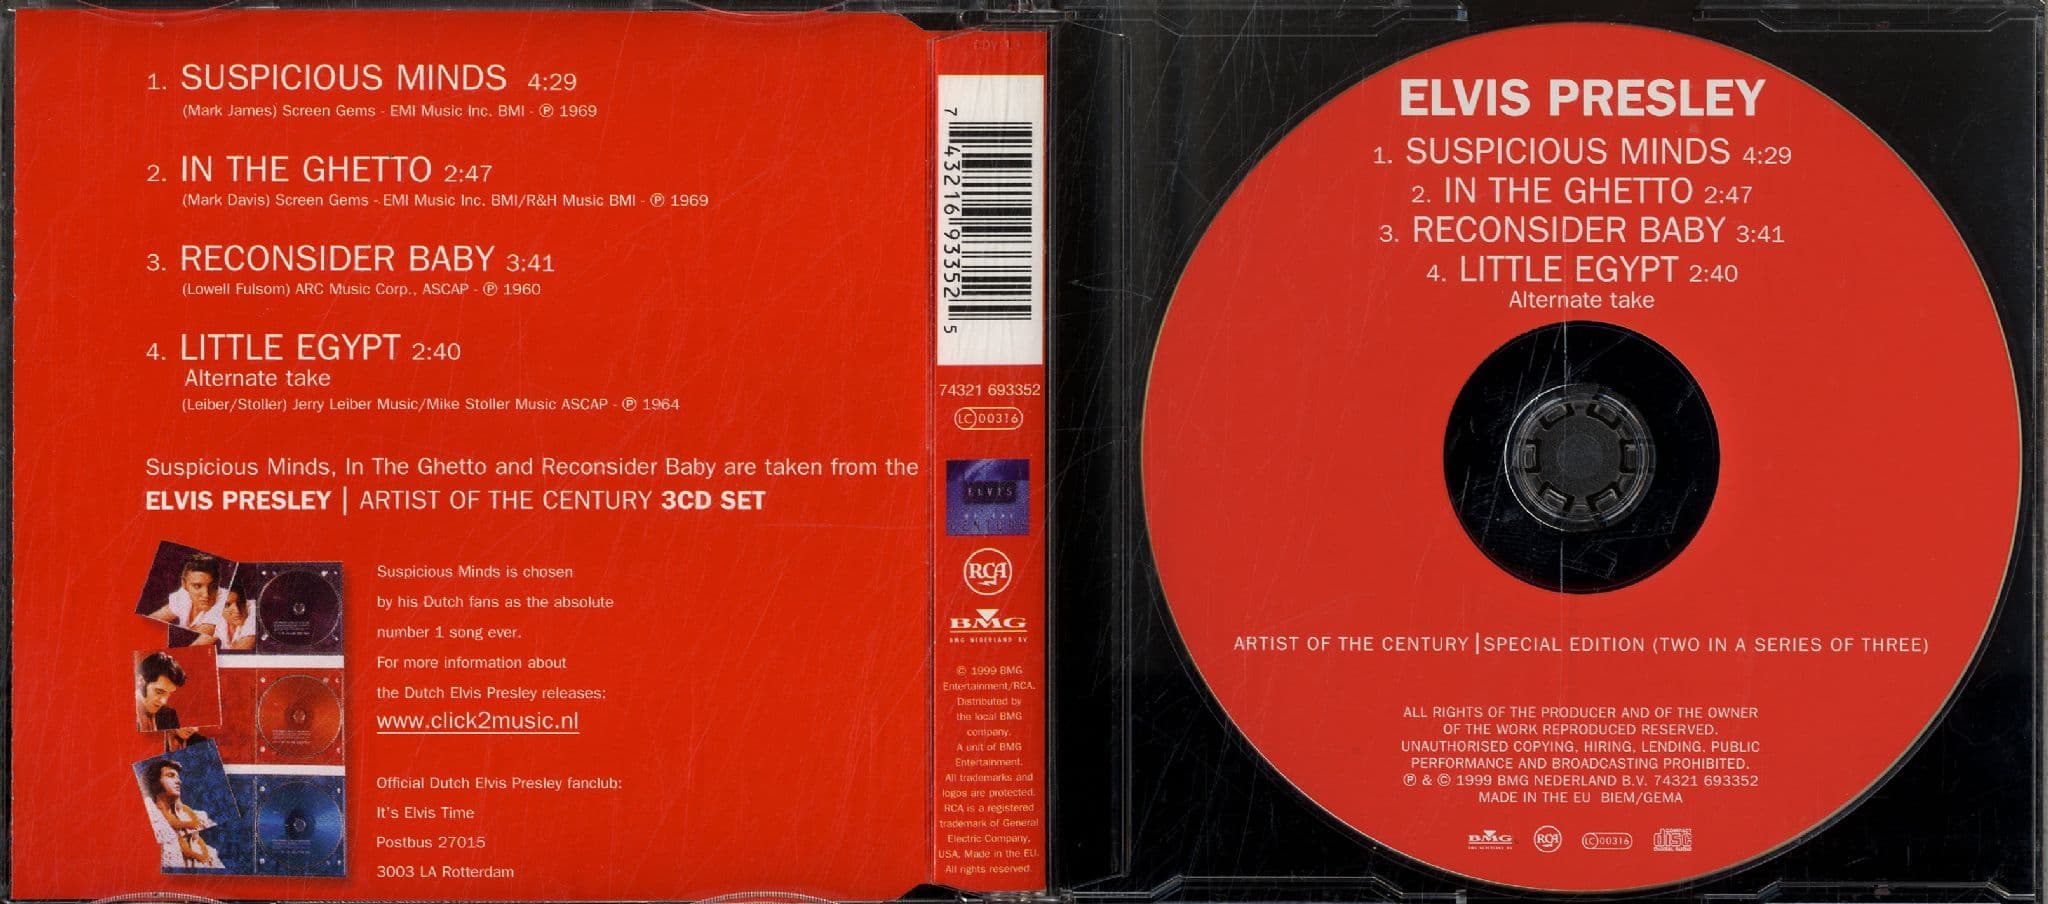 1. SUSPICIOUS MINDS 4:29
(Mark James) Screen Gems - EMI Music Inc. BMI - ℗ 1969
2. IN THE GHETTO 2:47
(Mark Davis) Screen Gems - EMI Music Inc. BMI/R&H Music BMI - ℗ 1969
3. RECONSIDER BABY 3:41
(Lowell Fulsom) ARC Music Corp., ASCAP - ℗ 1960
4. LITTLE EGYPT 2:40
Alternate take
(Leiber/Stoller) Jerry Leiber Music/Mike Stoller Music ASCAP - ℗ 1964
Suspicious Minds, In The Ghetto and Reconsider Baby are taken from the
ELVIS PRESLEY | ARTIST OF THE CENTURY 3CD SET
Suspicious Minds is chosen
by his Dutch fans as the absolute
number 1 song ever.
For more information about
the Dutch Elvis Presley releases:
www.click2music.nl
Official Dutch Elvis Presley fanclub:
It's Elvis Time
Postbus 27015
3003 LA Rotterdam
7 43216 93352 5
74321 693352
LC 00316
ELVIS
CENTURY
RCA
BMG
BMG NEDERLAND BV
© 1999 BMG
Entertainment/RCA.
Distributed by
the local BMG
company.
A unit of BMG
Entertainment.
All trademarks and
logos are protected.
RCA is a registered
trademark of General
Electric Company,
USA. Made in the EU.
All rights reserved.
ELVIS PRESLEY
1. SUSPICIOUS MINDS 4:29
2. IN THE GHETTO 2:47
3. RECONSIDER BABY 3:41
4. LITTLE EGYPT 2:40
Alternate take
ARTIST OF THE CENTURY | SPECIAL EDITION (TWO IN A SERIES OF THREE)
ALL RIGHTS OF THE PRODUCER AND OF THE OWNER
OF THE WORK REPRODUCED RESERVED.
UNAUTHORISED COPYING, HIRING, LENDING, PUBLIC
PERFORMANCE AND BROADCASTING PROHIBITED.
℗ & © 1999 BMG NEDERLAND B.V. 74321 693352
MADE IN THE EU BIEM/GEMA
BMG RCA LC 00316 COMPACT disc DIGITAL AUDIO